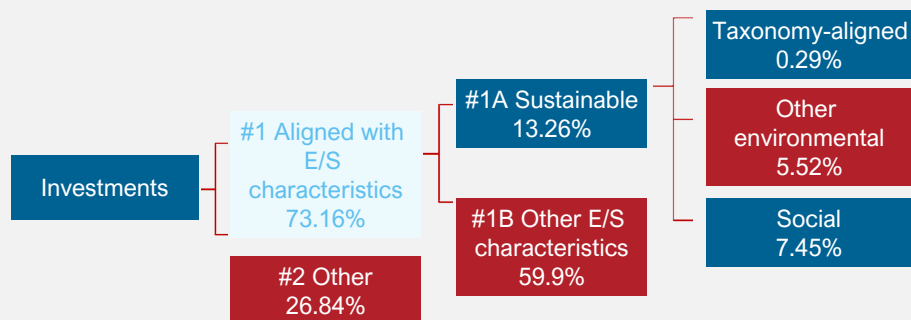 Investments
#1 Aligned with
E/S
characteristics
73.16%
#2 Other
26.84%
#1A Sustainable
13.26%
#1B Other E/S
characteristics
59.9%
Taxonomy-aligned
0.29%
Other
environmental
5.52%
Social
7.45%